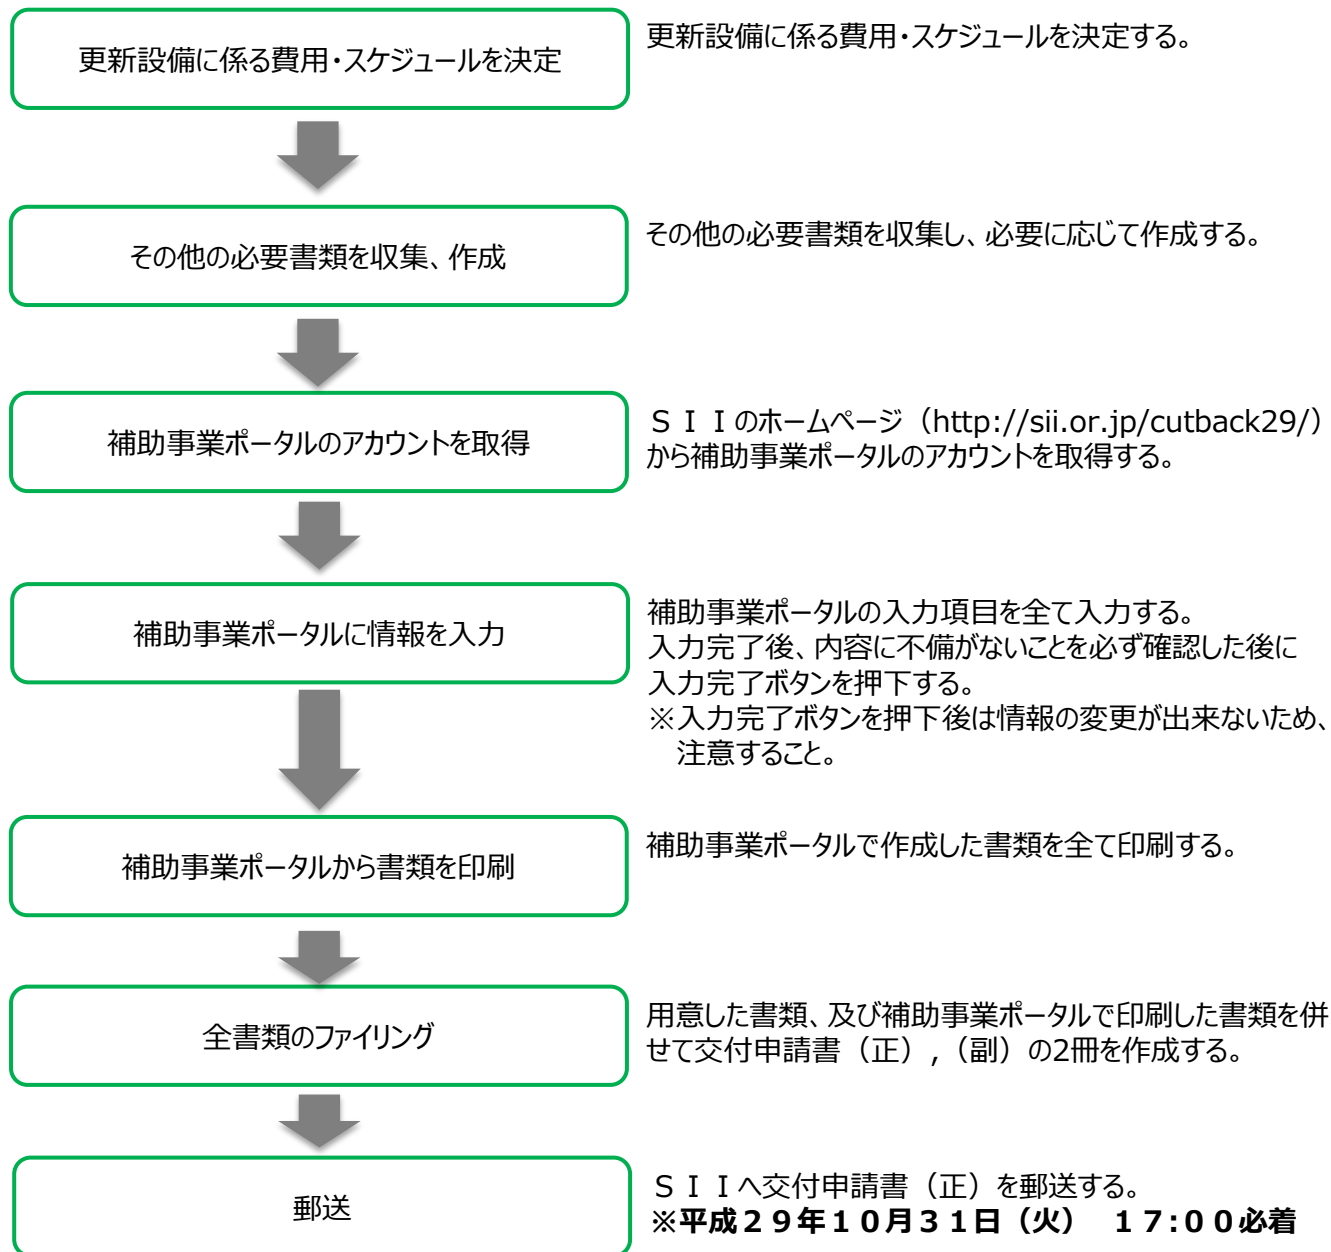 更新設備に係る費用・スケジュールを決定
更新設備に係る費用・スケジュールを決定する。
その他の必要書類を収集、作成
その他の必要書類を収集し、必要に応じて作成する。
補助事業ポータルのアカウントを取得
ＳＩＩのホームページ（http://sii.or.jp/cutback29/）
から補助事業ポータルのアカウントを取得する。
補助事業ポータルに情報を入力
補助事業ポータルの入力項目を全て入力する。
入力完了後、内容に不備がないことを必ず確認した後に
入力完了ボタンを押下する。
※入力完了ボタンを押下後は情報の変更が出来ないため、
注意すること。
補助事業ポータルから書類を印刷
補助事業ポータルで作成した書類を全て印刷する。
全書類のファイリング
用意した書類、及び補助事業ポータルで印刷した書類を併
せて交付申請書（正）,（副）の2冊を作成する。
郵送
ＳＩＩへ交付申請書（正）を郵送する。
※平成２９年１０月３１日（火）　１７:００必着